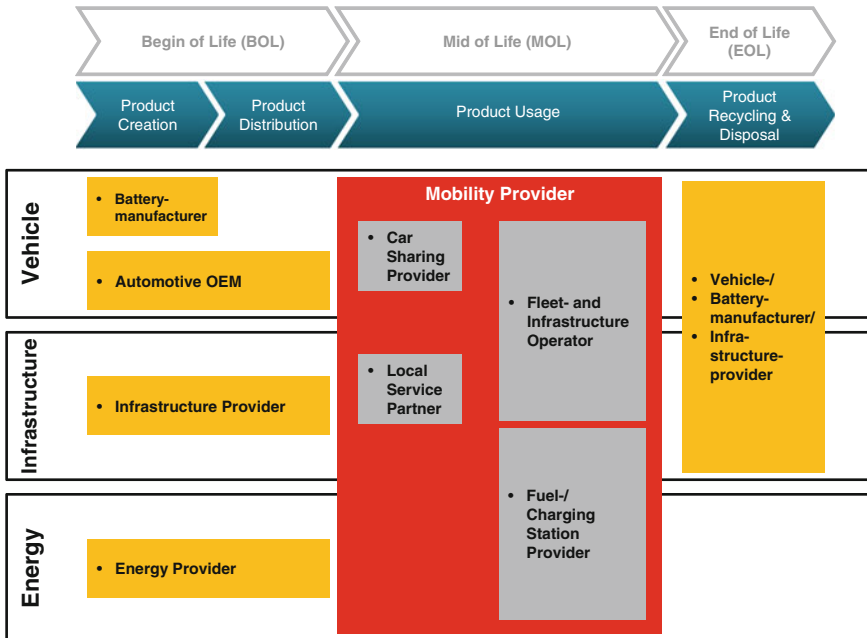 Begin of Life (BOL)
Mid of Life (MOL)
End of Life
(EOL)
Product
Creation
Product
Distribution
Product Usage
Product
Recycling &
Disposal
Vehicle
• Battery-
manufacturer
• Automotive OEM
Mobility Provider
• Car
Sharing
Provider
• Fleet- and
Infrastructure
Operator
• Vehicle-/
• Battery-
manufacturer/
• Infra-
structure-
provider
Infrastructure
• Infrastructure Provider
• Local
Service
Partner
Energy
• Energy Provider
• Fuel-/
Charging
Station
Provider